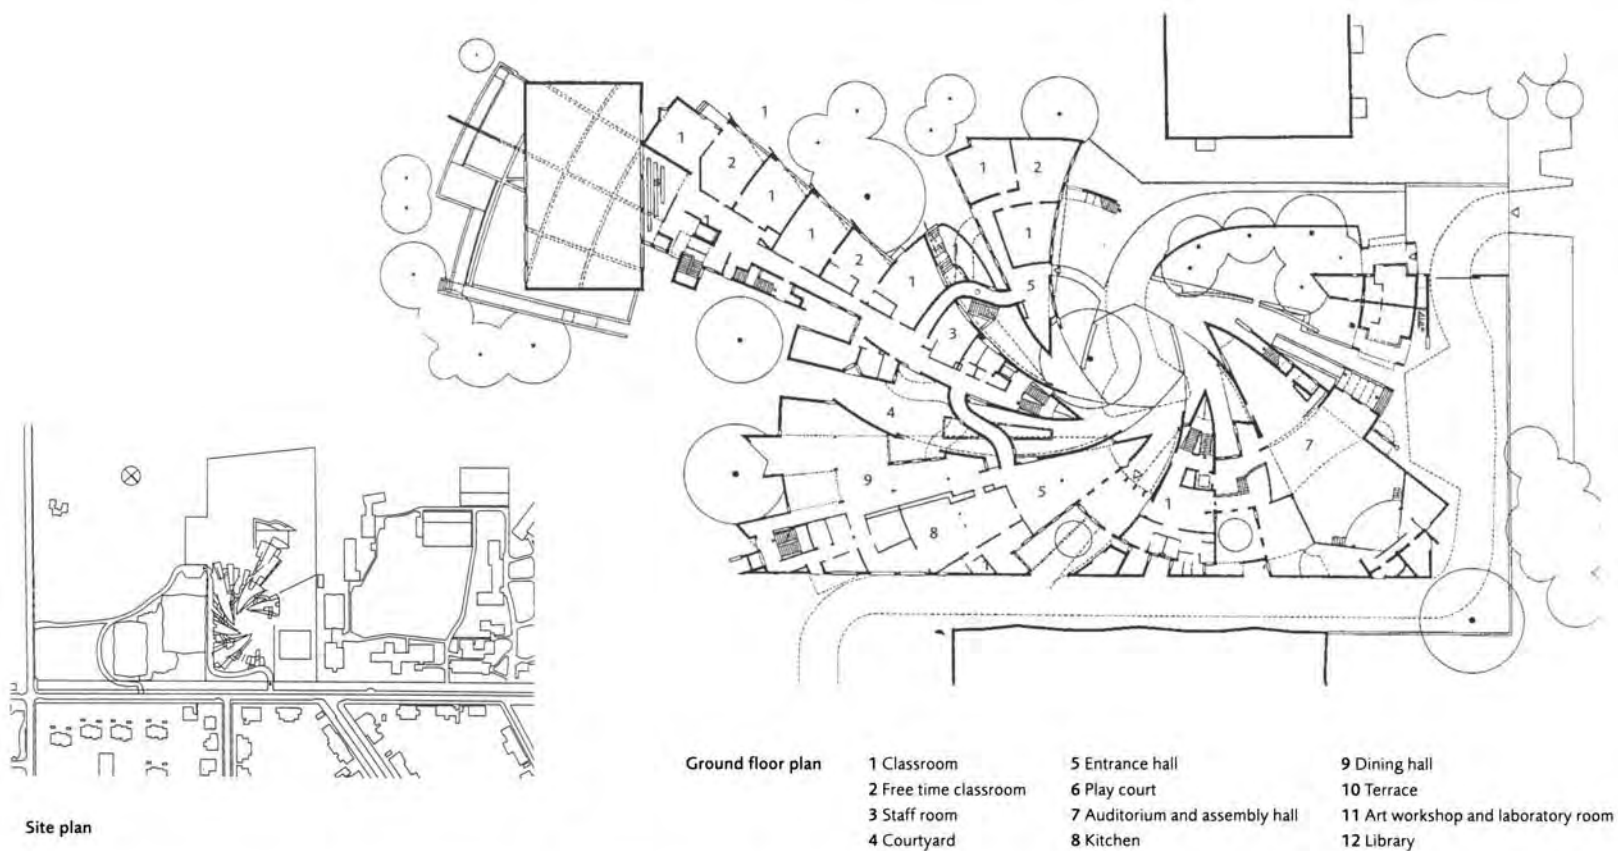 1
1
2
1
2
1
1
1
1
2
1
5
3
4
7
9
5
1
8
Ground floor plan
1 Classroom
2 Free time classroom
3 Staff room
4 Courtyard
5 Entrance hall
6 Play court
7 Auditorium and assembly hall
8 Kitchen
9 Dining hall
10 Terrace
11 Art workshop and laboratory room
12 Library
Site plan